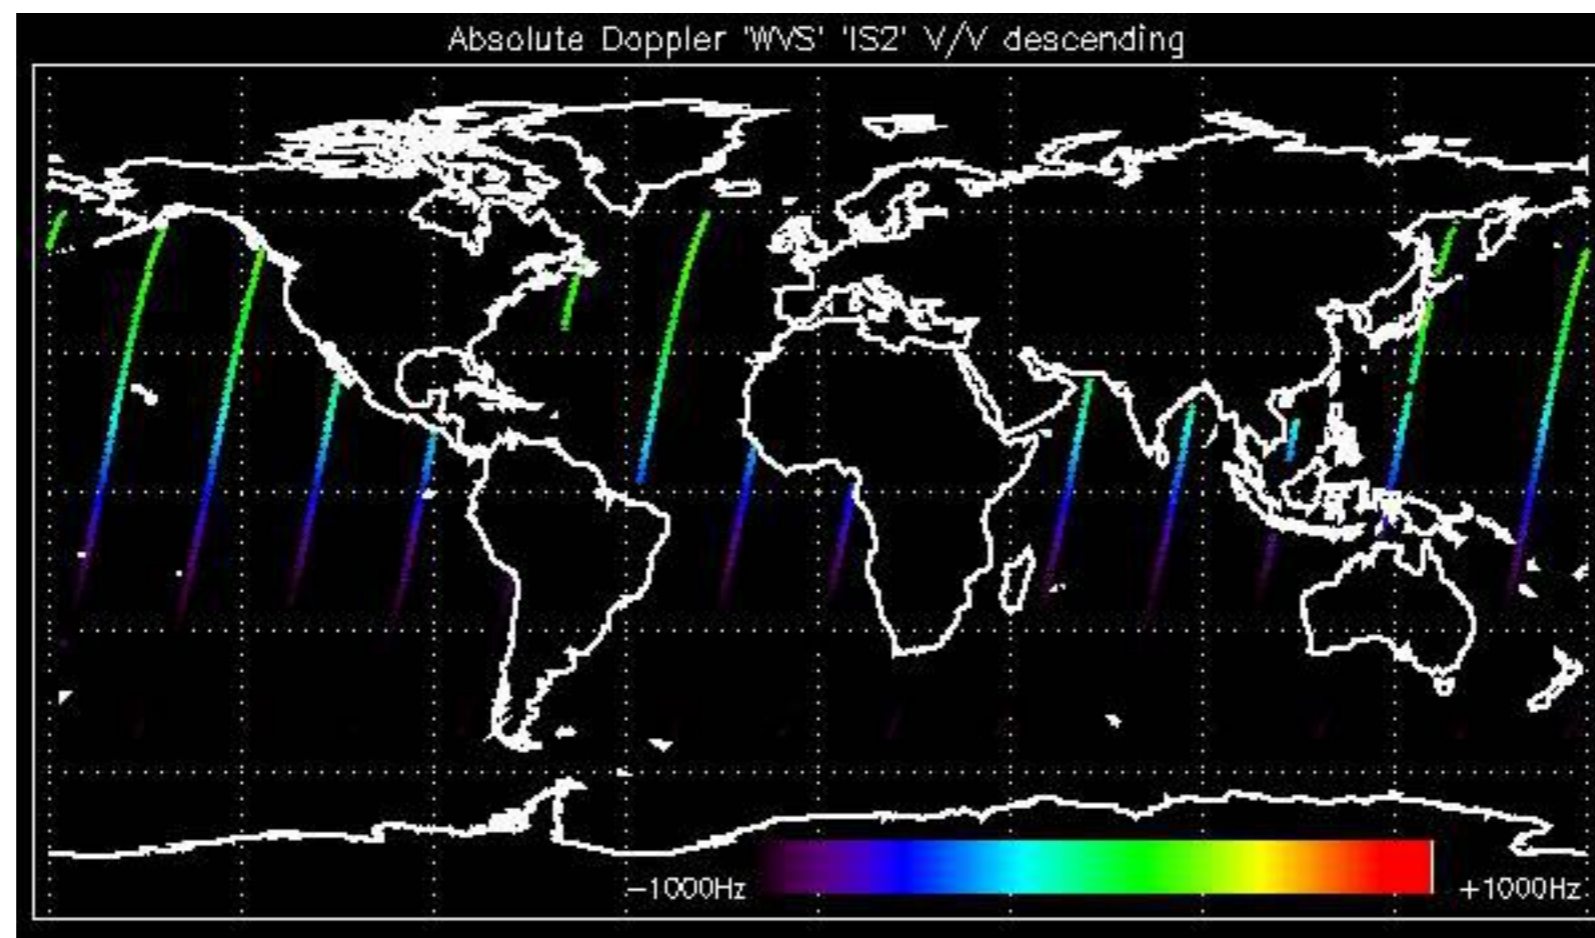 Absolute Doppler 'WVS' 'IS2' V/V descending
−1000Hz
+1000Hz